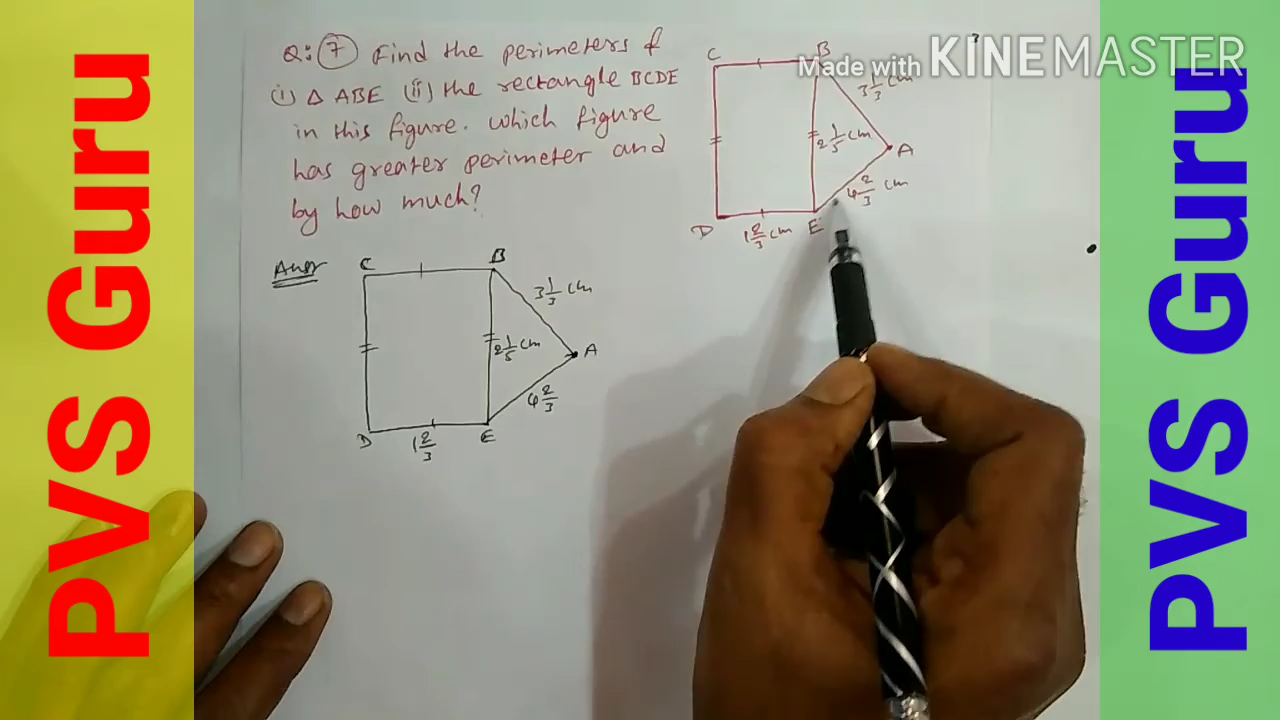 PVS Guru
Q: 7 Find the perimeters of
(i) Δ ABE (ii) the rectangle BCDE
in this figure. Which figure
has greater perimeter and
by how much?
C B
Made with KINEMASTER
3 1/3 cm
2 1/5 cm
A
4 2/3 cm
D 1 2/3 cm E
Ans
C B
3 1/3 cm
2 1/5 cm
A
4 2/3
D 1 2/3 E
PVS Guru